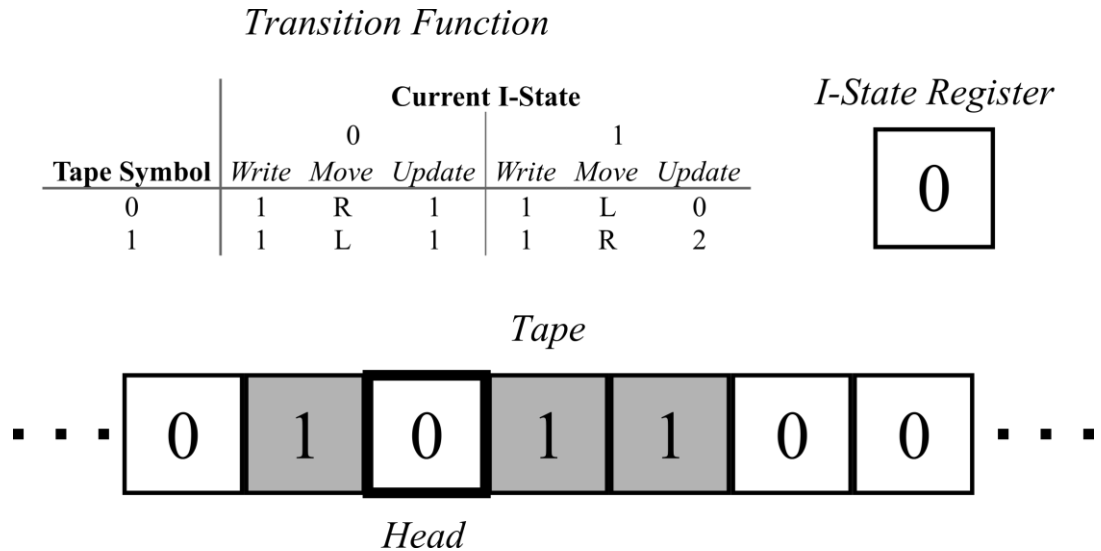 Transition Function
Current I-State
0 1
Tape Symbol Write Move Update Write Move Update
0 1 R 1 1 L 0
1 1 L 1 1 R 2
I-State Register
0
Tape
0 1 0 1 1 0 0
Head